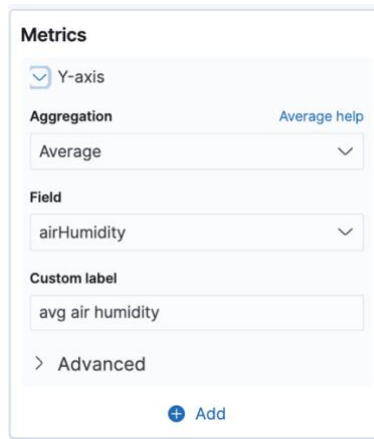 Metrics
Y-axis
Aggregation Average help
Average
Field
airHumidity
Custom label
avg air humidity
Advanced
Add